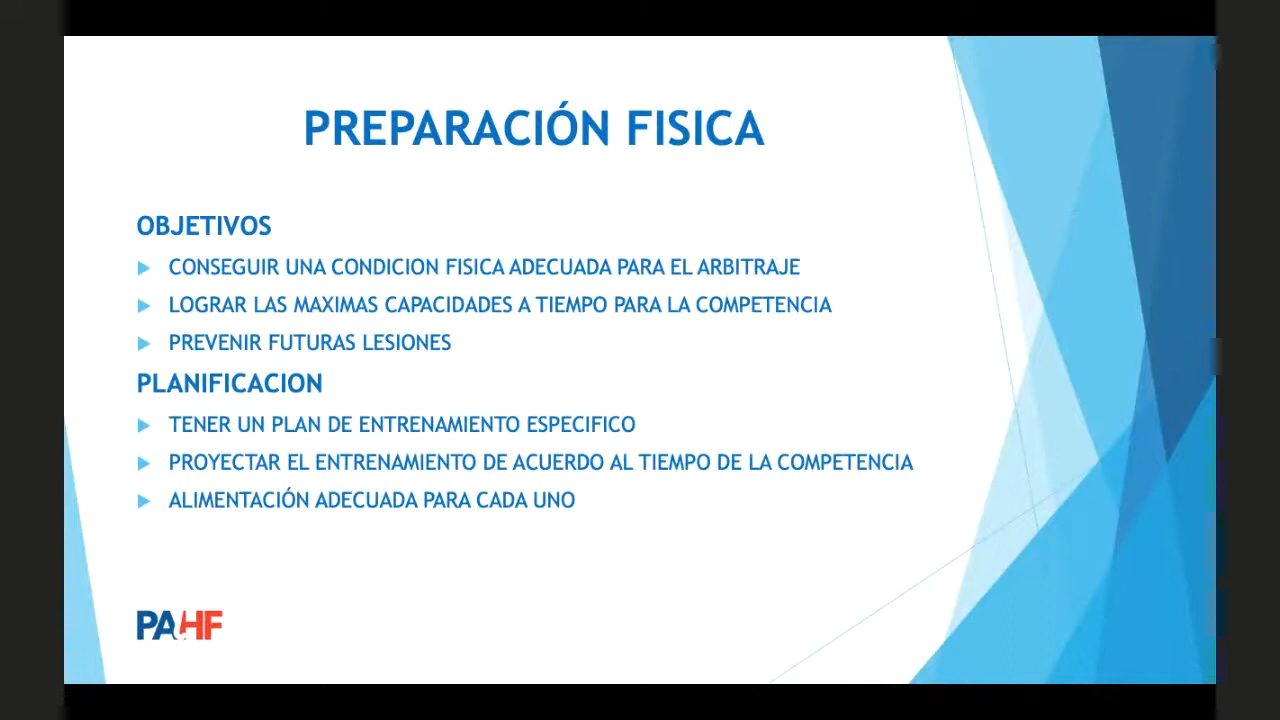 PREPARACIÓN FISICA
OBJETIVOS
CONSEGUIR UNA CONDICION FISICA ADECUADA PARA EL ARBITRAJE
LOGRAR LAS MAXIMAS CAPACIDADES A TIEMPO PARA LA COMPETENCIA
PREVENIR FUTURAS LESIONES
PLANIFICACION
TENER UN PLAN DE ENTRENAMIENTO ESPECIFICO
PROYECTAR EL ENTRENAMIENTO DE ACUERDO AL TIEMPO DE LA COMPETENCIA
ALIMENTACIÓN ADECUADA PARA CADA UNO
PAHF